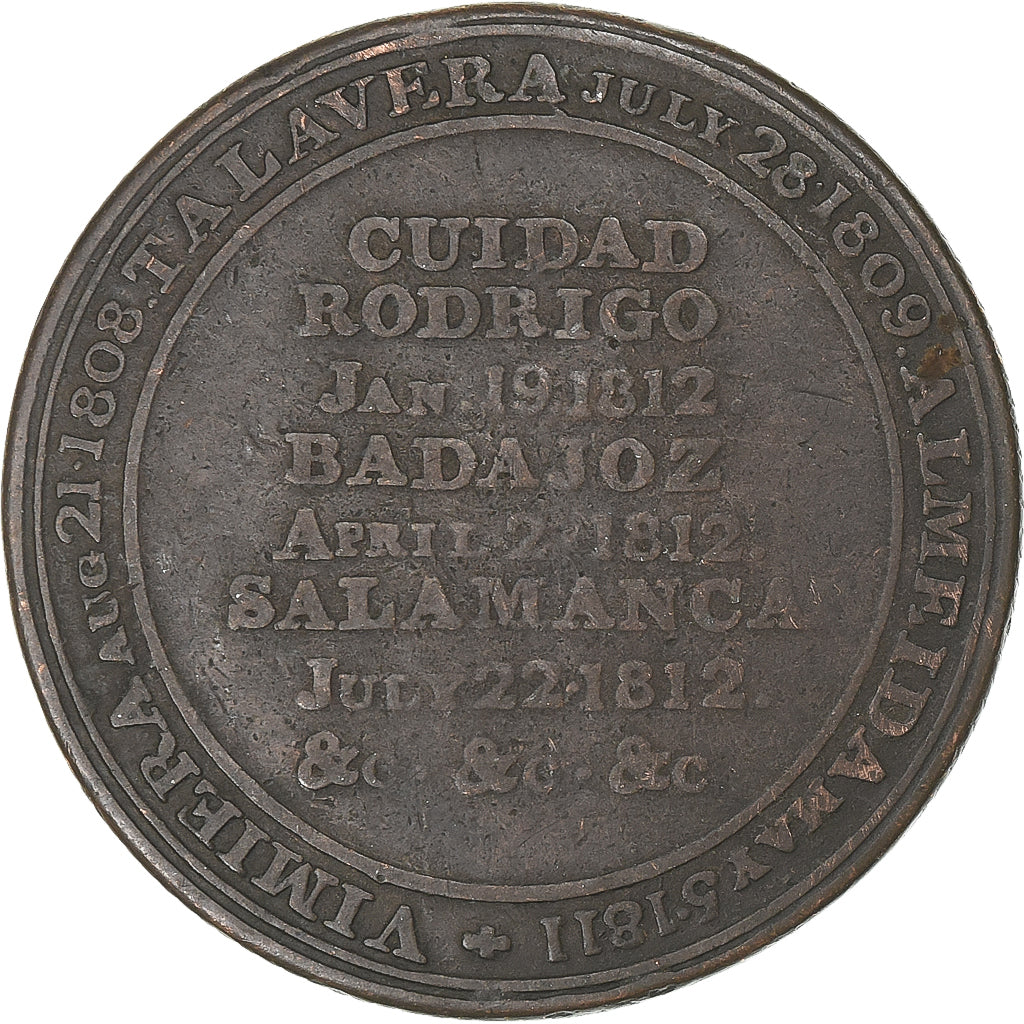 VIMIERA AUG 21·1808·TALAVERA JULY 28·1809·ALMEIDA MAY 5·1811
CUIDAD
RODRIGO
JAN 19·1812
BADAJOZ
APRIL 2·1812.
SALAMANCA
JULY 22·1812.
&c· &c· &c